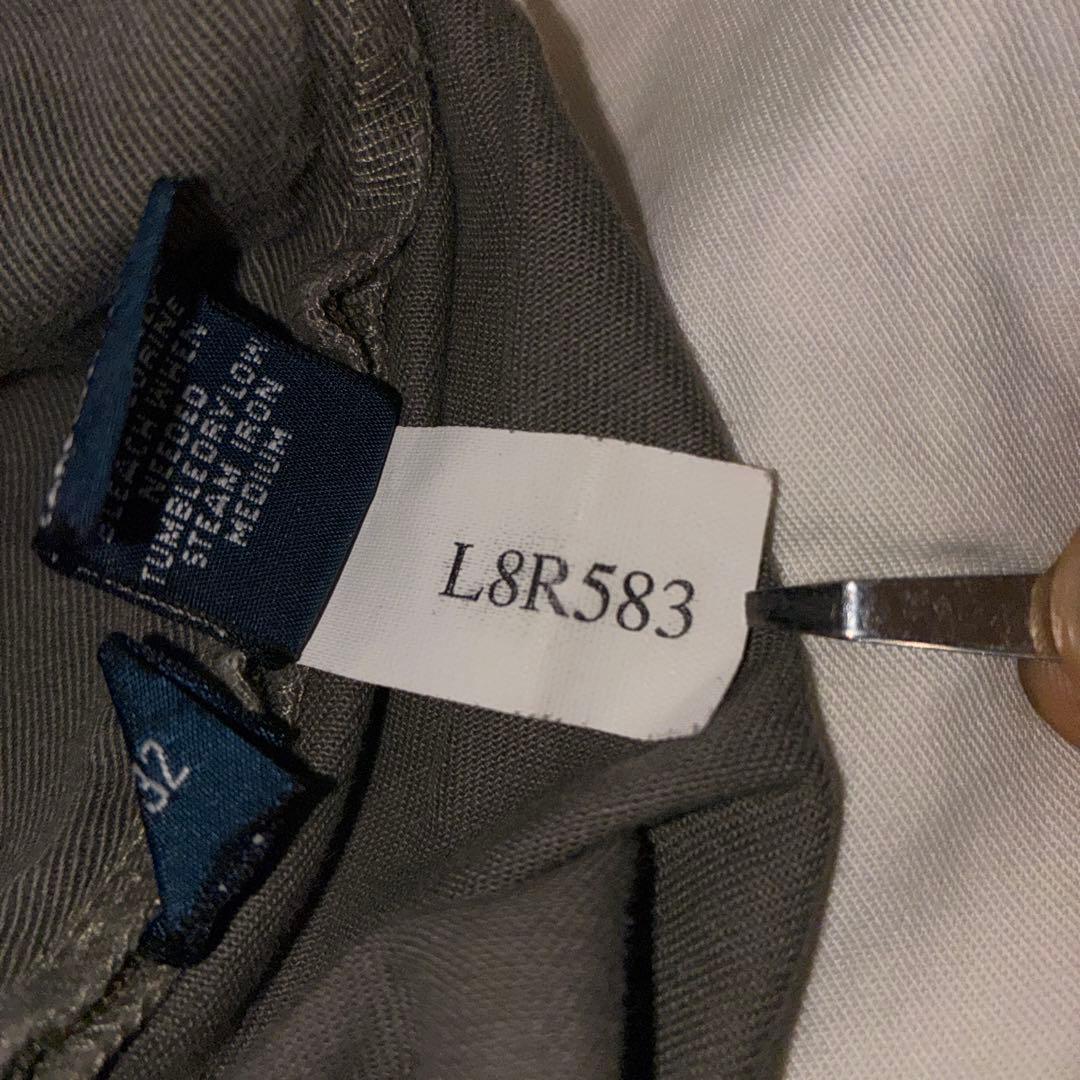 BLEACH WHEN
NEEDED
TUMBLE DRY LOW
STEAM IRON
MEDIUM
L8R583
32